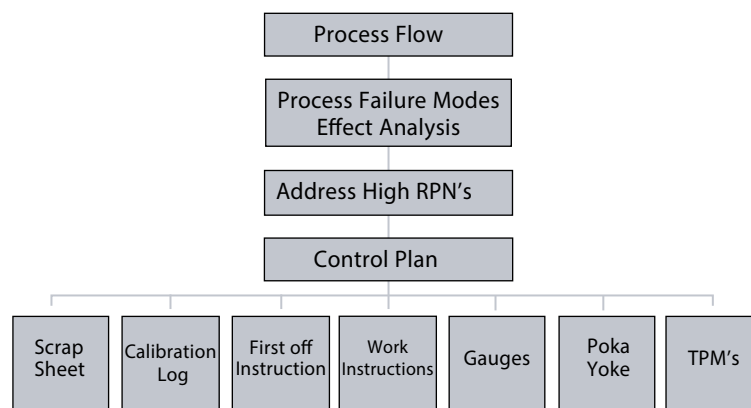 Process Flow
Process Failure Modes
Effect Analysis
Address High RPN's
Control Plan
Scrap
Sheet
Calibration
Log
First off
Instruction
Work
Instructions
Gauges
Poka
Yoke
TPM's